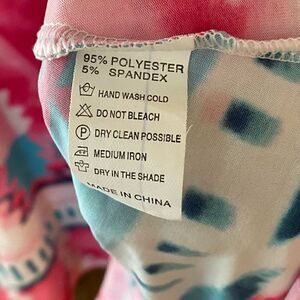 95% POLYESTER
5% SPANDEX
HAND WASH COLD
DO NOT BLEACH
P DRY CLEAN POSSIBLE
MEDIUM IRON
DRY IN THE SHADE
MADE IN CHINA